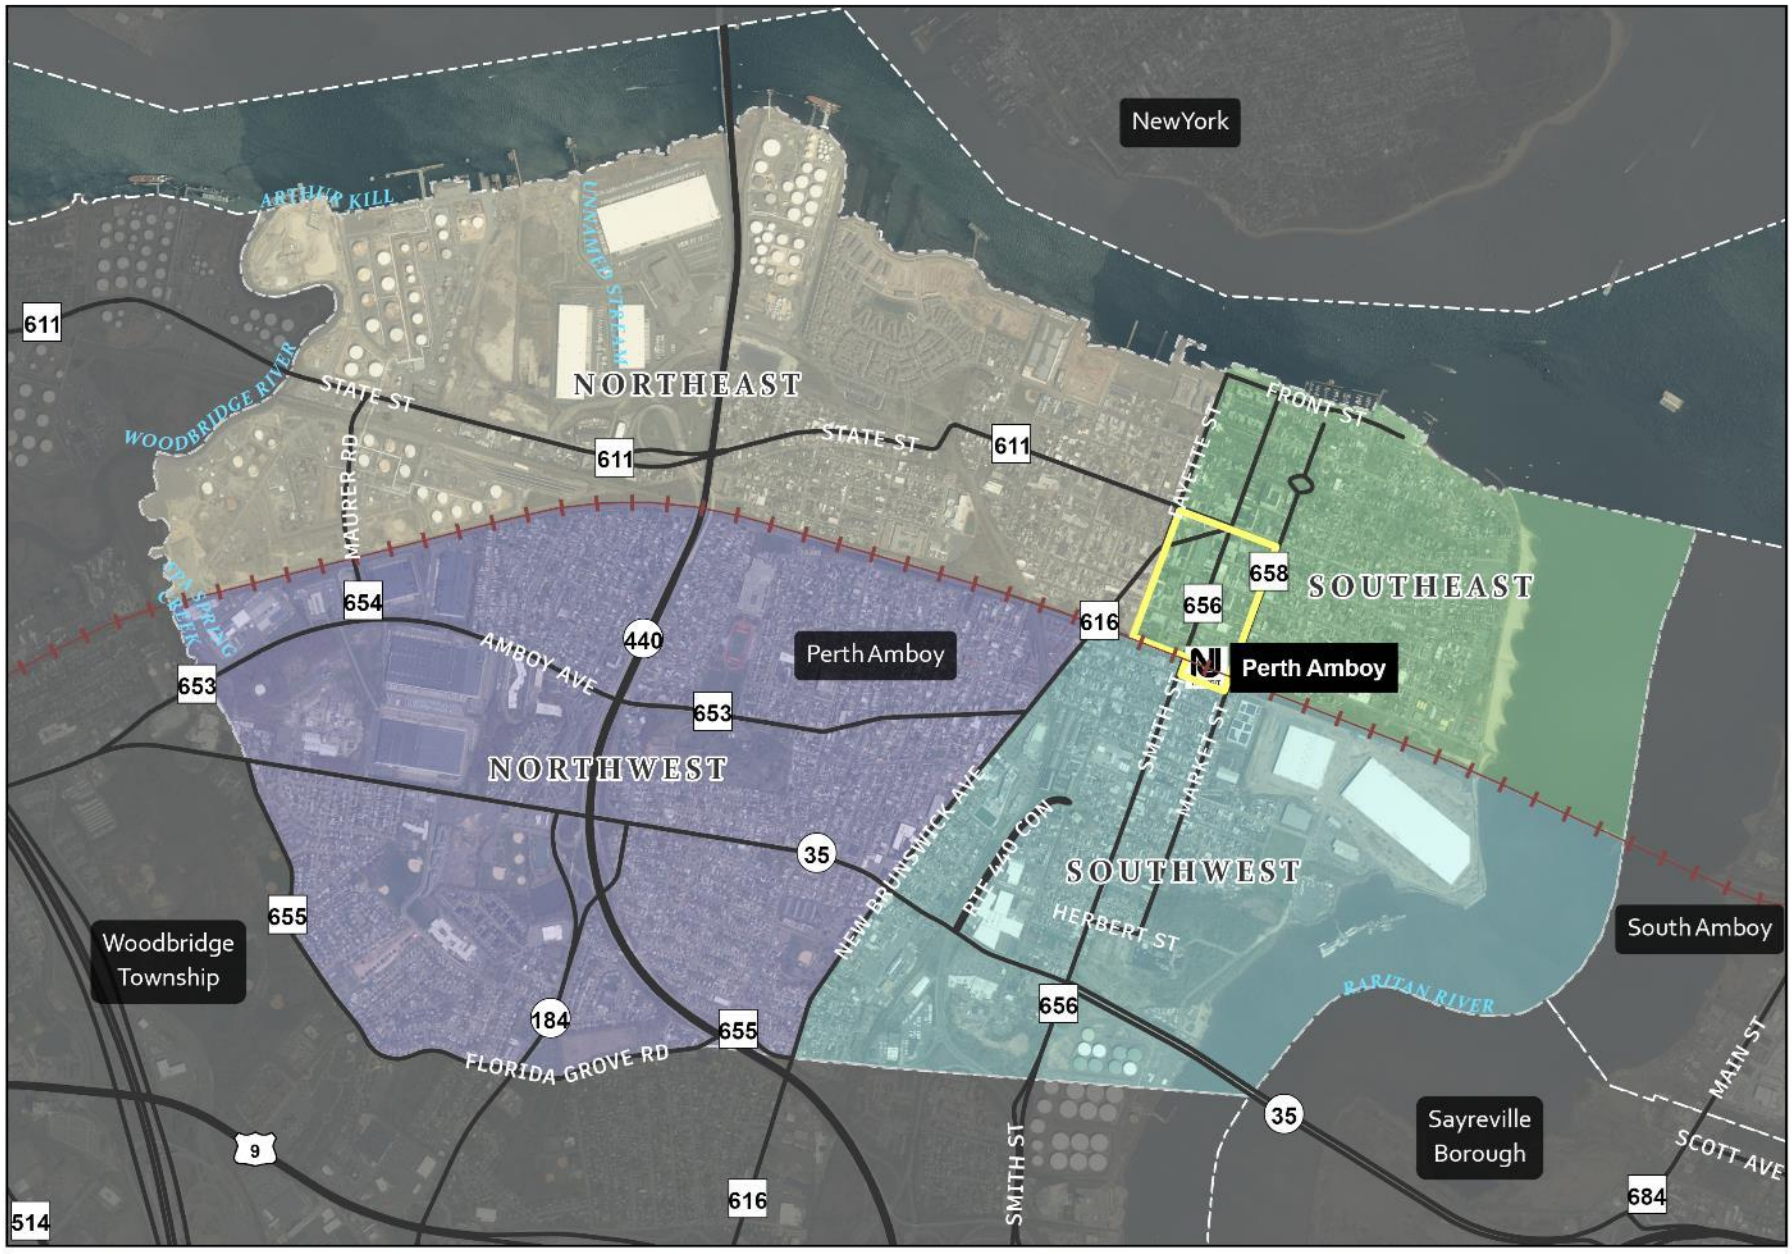 NewYork
ARTHUR KILL
UNNAMED STREAM
611
WOODBRIDGE RIVER
STATE ST
NORTHEAST
MAURER RD
611
STATE ST
611
FAYETTE ST
FRONT ST
SPA SPRING
CREEK
654
653
AMBOY AVE
440
Perth Amboy
616
656
658
SOUTHEAST
NJ
Perth Amboy
653
NORTHWEST
SMITH ST
MARKET ST
NEW BRUNSWICK AVE
RTE 440 CON
35
SOUTHWEST
HERBERT ST
655
Woodbridge
Township
South Amboy
RARITAN RIVER
184
655
656
FLORIDA GROVE RD
MAIN ST
35
Sayreville
Borough
SCOTT AVE
9
SMITH ST
616
684
514